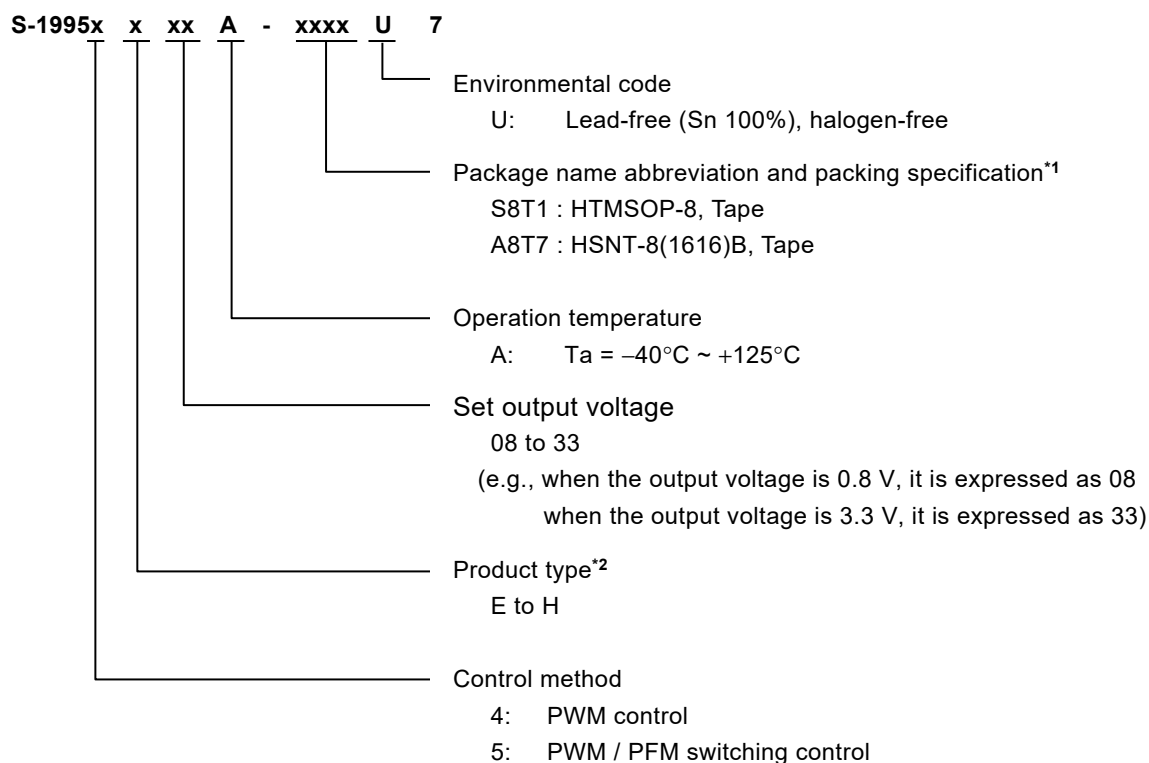 S-1995x x xx A - xxxx U 7
Environmental code
U: Lead-free (Sn 100%), halogen-free
Package name abbreviation and packing specification*1
S8T1 : HTMSOP-8, Tape
A8T7 : HSNT-8(1616)B, Tape
Operation temperature
A: Ta = −40°C ~ +125°C
Set output voltage
08 to 33
(e.g., when the output voltage is 0.8 V, it is expressed as 08
when the output voltage is 3.3 V, it is expressed as 33)
Product type*2
E to H
Control method
4: PWM control
5: PWM / PFM switching control